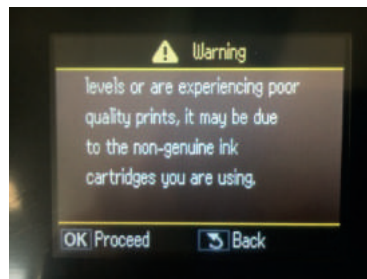 Warning
levels or are experiencing poor
quality prints, it may be due
to the non-genuine ink
cartridges you are using.
OK Proceed Back